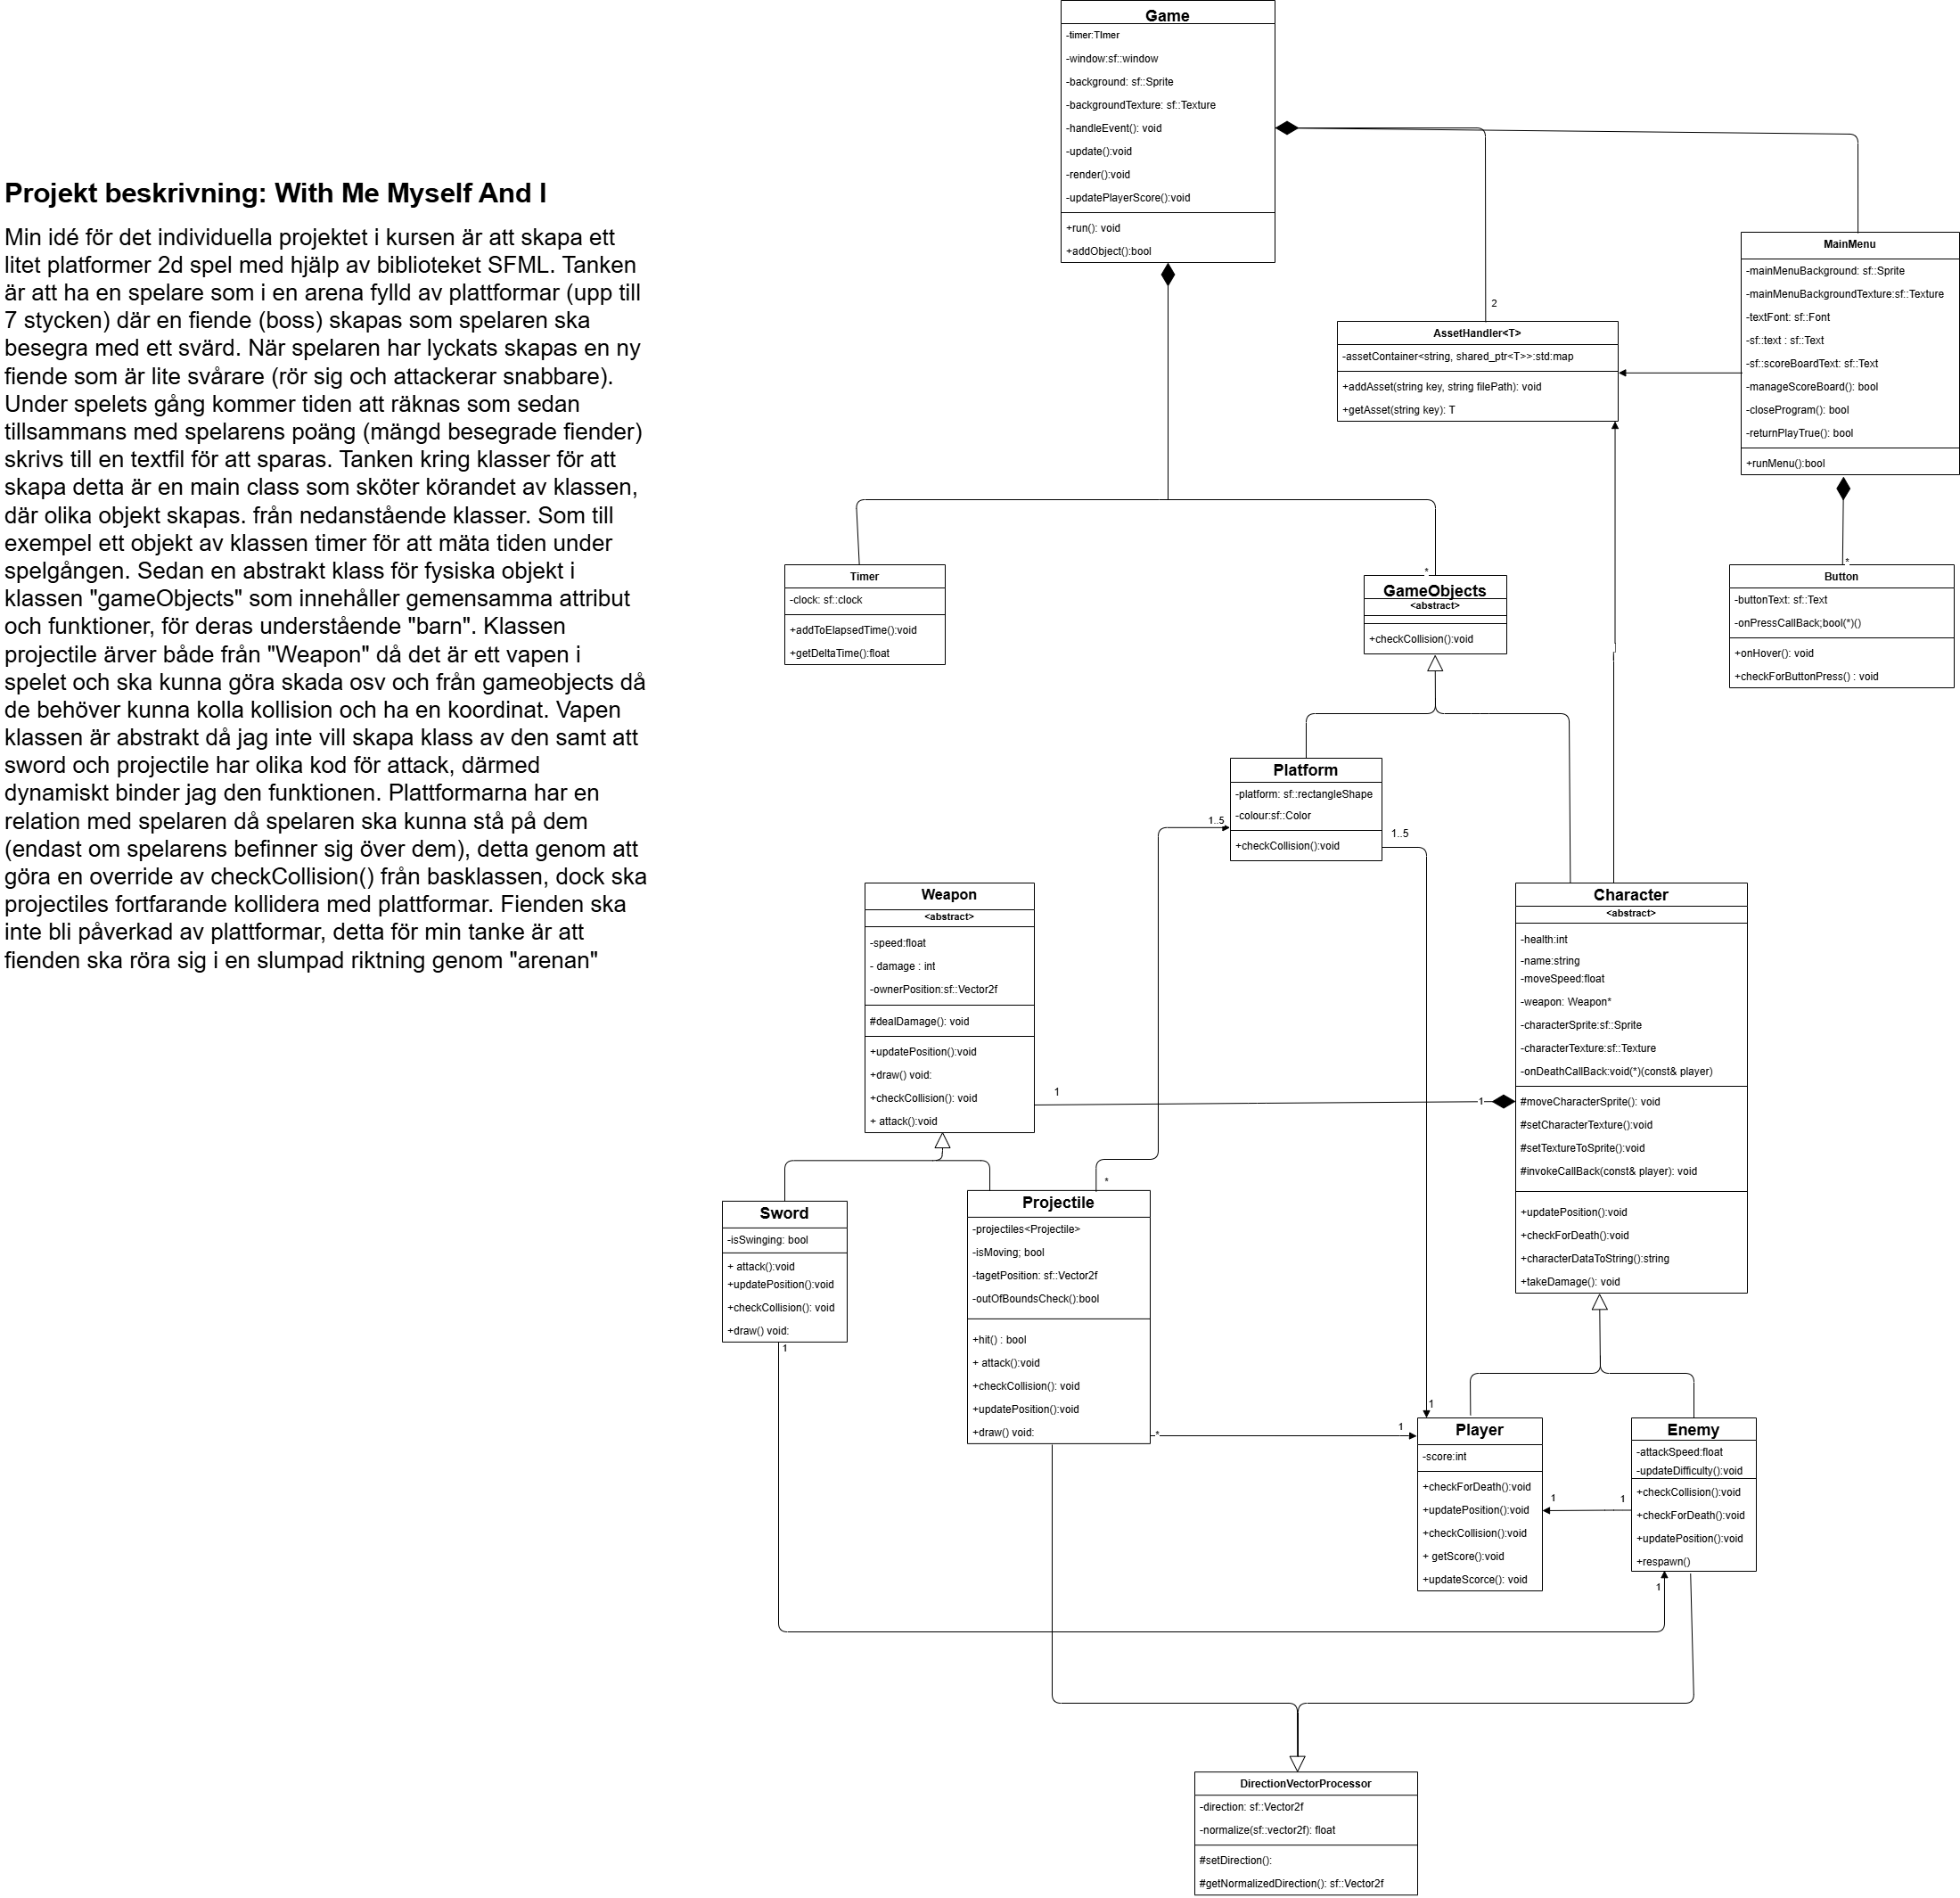 Projekt beskrivning: With Me Myself And I
Min idé för det individuella projektet i kursen är att skapa ett
litet platformer 2d spel med hjälp av biblioteket SFML. Tanken
är att ha en spelare som i en arena fylld av plattformar (upp till
7 stycken) där en fiende (boss) skapas som spelaren ska
besegra med ett svärd. När spelaren har lyckats skapas en ny
fiende som är lite svårare (rör sig och attackerar snabbare).
Under spelets gång kommer tiden att räknas som sedan
tillsammans med spelarens poäng (mängd besegrade fiender)
skrivs till en textfil för att sparas. Tanken kring klasser för att
skapa detta är en main class som sköter körandet av klassen,
där olika objekt skapas. från nedanstående klasser. Som till
exempel ett objekt av klassen timer för att mäta tiden under
spelgången. Sedan en abstrakt klass för fysiska objekt i
klassen "gameObjects" som innehåller gemensamma attribut
och funktioner, för deras understående "barn". Klassen
projectile ärver både från "Weapon" då det är ett vapen i
spelet och ska kunna göra skada osv och från gameobjects då
de behöver kunna kolla kollision och ha en koordinat. Vapen
klassen är abstrakt då jag inte vill skapa klass av den samt att
sword och projectile har olika kod för attack, därmed
dynamiskt binder jag den funktionen. Plattformarna har en
relation med spelaren då spelaren ska kunna stå på dem
(endast om spelarens befinner sig över dem), detta genom att
göra en override av checkCollision() från basklassen, dock ska
projectiles fortfarande kollidera med plattformar. Fienden ska
inte bli påverkad av plattformar, detta för min tanke är att
fienden ska röra sig i en slumpad riktning genom "arenan"
Game
-timer:TImer
-window:sf::window
-background: sf::Sprite
-backgroundTexture: sf::Texture
-handleEvent(): void
-update():void
-render():void
-updatePlayerScore():void
+run(): void
+addObject():bool
MainMenu
-mainMenuBackground: sf::Sprite
-mainMenuBackgroundTexture:sf::Texture
-textFont: sf::Font
-sf::text : sf::Text
-sf::scoreBoardText: sf::Text
-manageScoreBoard(): bool
-closeProgram(): bool
-returnPlayTrue(): bool
+runMenu():bool
2
AssetHandler<T>
-assetContainer<string, shared_ptr<T>>:std:map
+addAsset(string key, string filePath): void
+getAsset(string key): T
Timer
-clock: sf::clock
+addToElapsedTime():void
+getDeltaTime():float
*
GameObjects
<abstract>
+checkCollision():void
*
Button
-buttonText: sf::Text
-onPressCallBack;bool(*)()
+onHover(): void
+checkForButtonPress() : void
Platform
-platform: sf::rectangleShape
-colour:sf::Color
+checkCollision():void
1..5
1..5
Weapon
<abstract>
-speed:float
- damage : int
-ownerPosition:sf::Vector2f
#dealDamage(): void
+updatePosition():void
+draw() void:
+checkCollision(): void
+ attack():void
1
1
Character
<abstract>
-health:int
-name:string
-moveSpeed:float
-weapon: Weapon*
-characterSprite:sf::Sprite
-characterTexture:sf::Texture
-onDeathCallBack:void(*)(const& player)
#moveCharacterSprite(): void
#setCharacterTexture():void
#setTextureToSprite():void
#invokeCallBack(const& player): void
+updatePosition():void
+checkForDeath():void
+characterDataToString():string
+takeDamage(): void
Sword
-isSwinging: bool
+ attack():void
+updatePosition():void
+checkCollision(): void
+draw() void:
1
*
Projectile
-projectiles<Projectile>
-isMoving; bool
-tagetPosition: sf::Vector2f
-outOfBoundsCheck():bool
+hit() : bool
+ attack():void
+checkCollision(): void
+updatePosition():void
+draw() void:
*
1
1
Player
-score:int
+checkForDeath():void
+updatePosition():void
+checkCollision():void
+ getScore():void
+updateScorce(): void
1
1
Enemy
-attackSpeed:float
-updateDifficulty():void
+checkCollision():void
+checkForDeath():void
+updatePosition():void
+respawn()
1
DirectionVectorProcessor
-direction: sf::Vector2f
-normalize(sf::vector2f): float
#setDirection():
#getNormalizedDirection(): sf::Vector2f